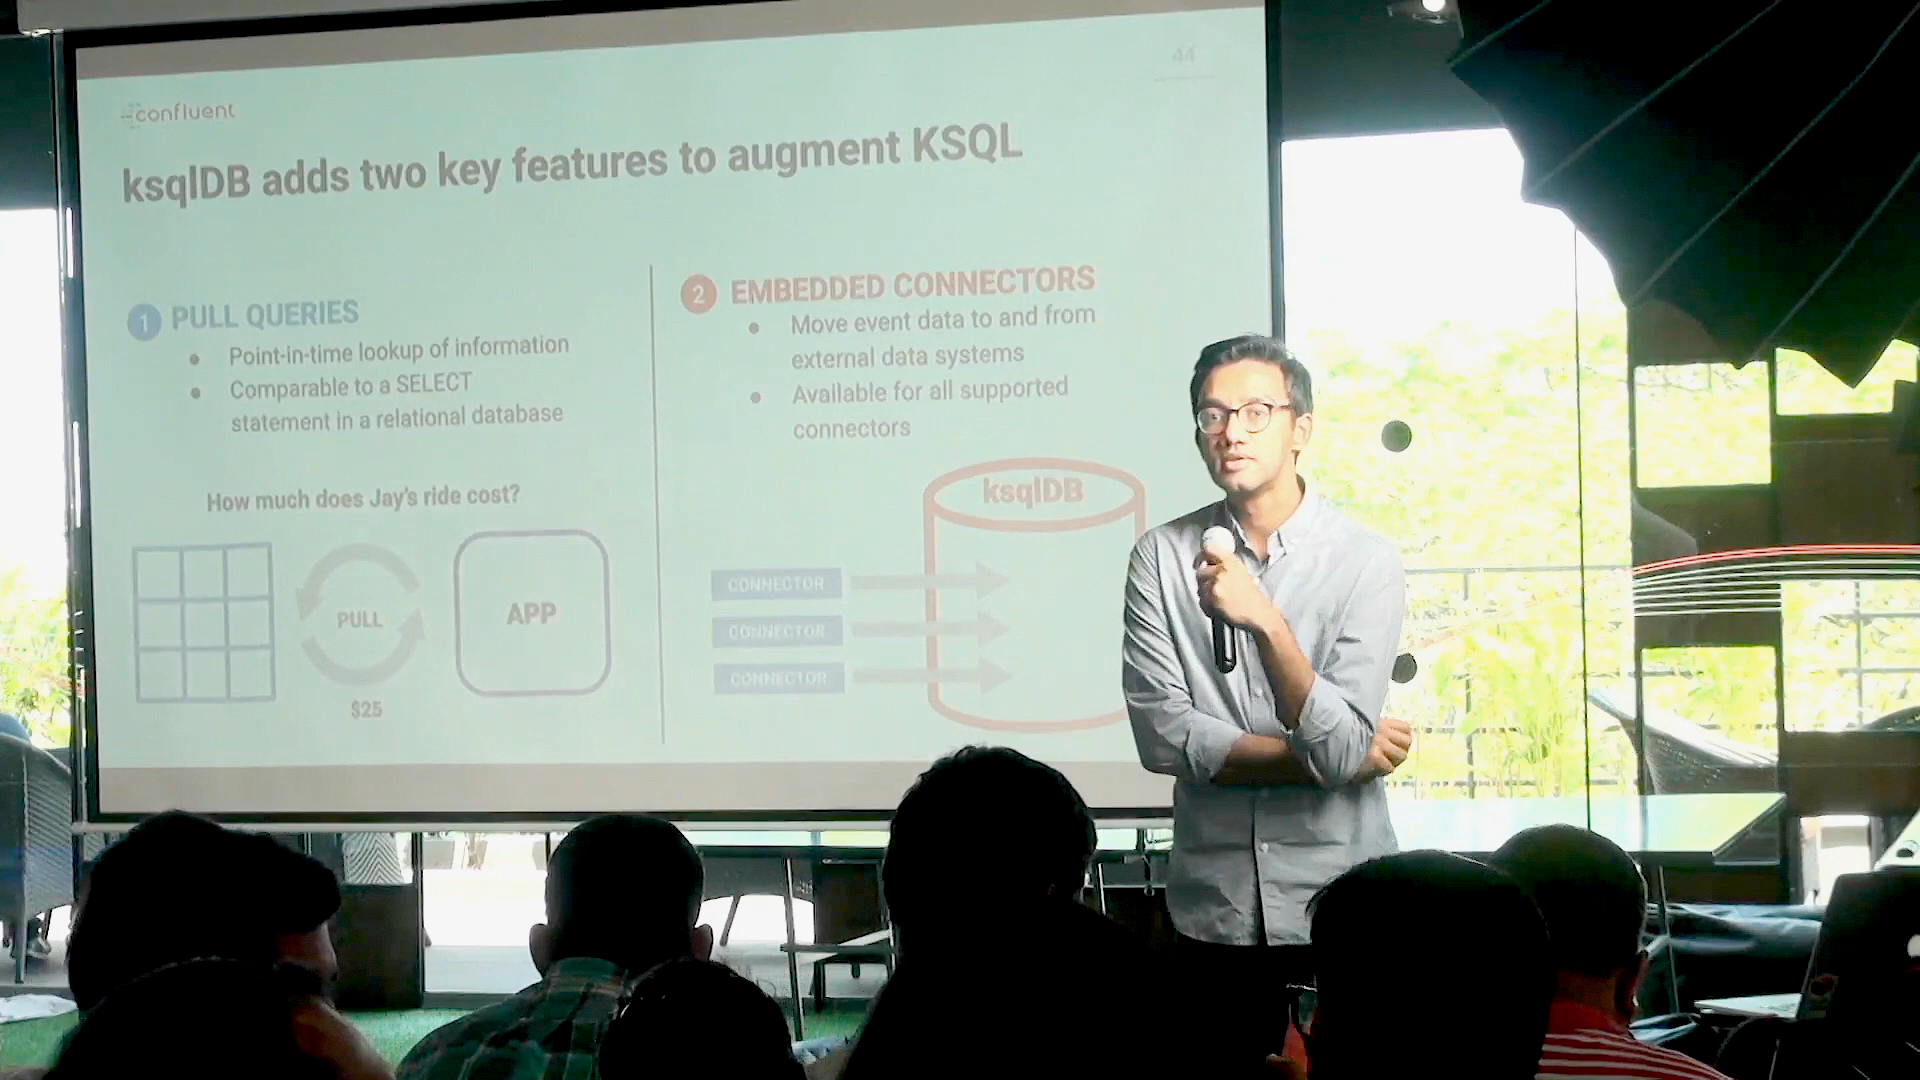 44
confluent
ksqlDB adds two key features to augment KSQL
1 PULL QUERIES
Point-in-time lookup of information
Comparable to a SELECT
statement in a relational database
How much does Jay's ride cost?
PULL
APP
$25
2 EMBEDDED CONNECTORS
Move event data to and from
external data systems
Available for all supported
connectors
ksqlDB
CONNECTOR
CONNECTOR
CONNECTOR